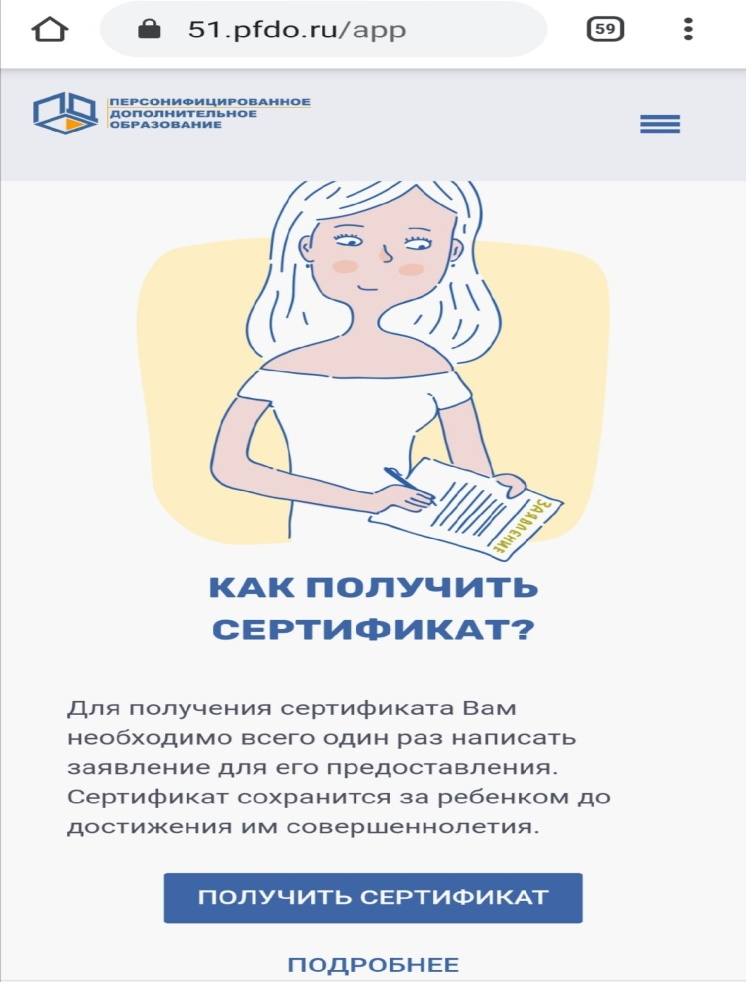 51.pfdo.ru/app
59
ПЕРСОНИФИЦИРОВАННОЕ
ДОПОЛНИТЕЛЬНОЕ
ОБРАЗОВАНИЕ
ЗАЯВЛЕНИЕ
КАК ПОЛУЧИТЬ
СЕРТИФИКАТ?
Для получения сертификата Вам
необходимо всего один раз написать
заявление для его предоставления.
Сертификат сохранится за ребенком до
достижения им совершеннолетия.
ПОЛУЧИТЬ СЕРТИФИКАТ
ПОДРОБНЕЕ